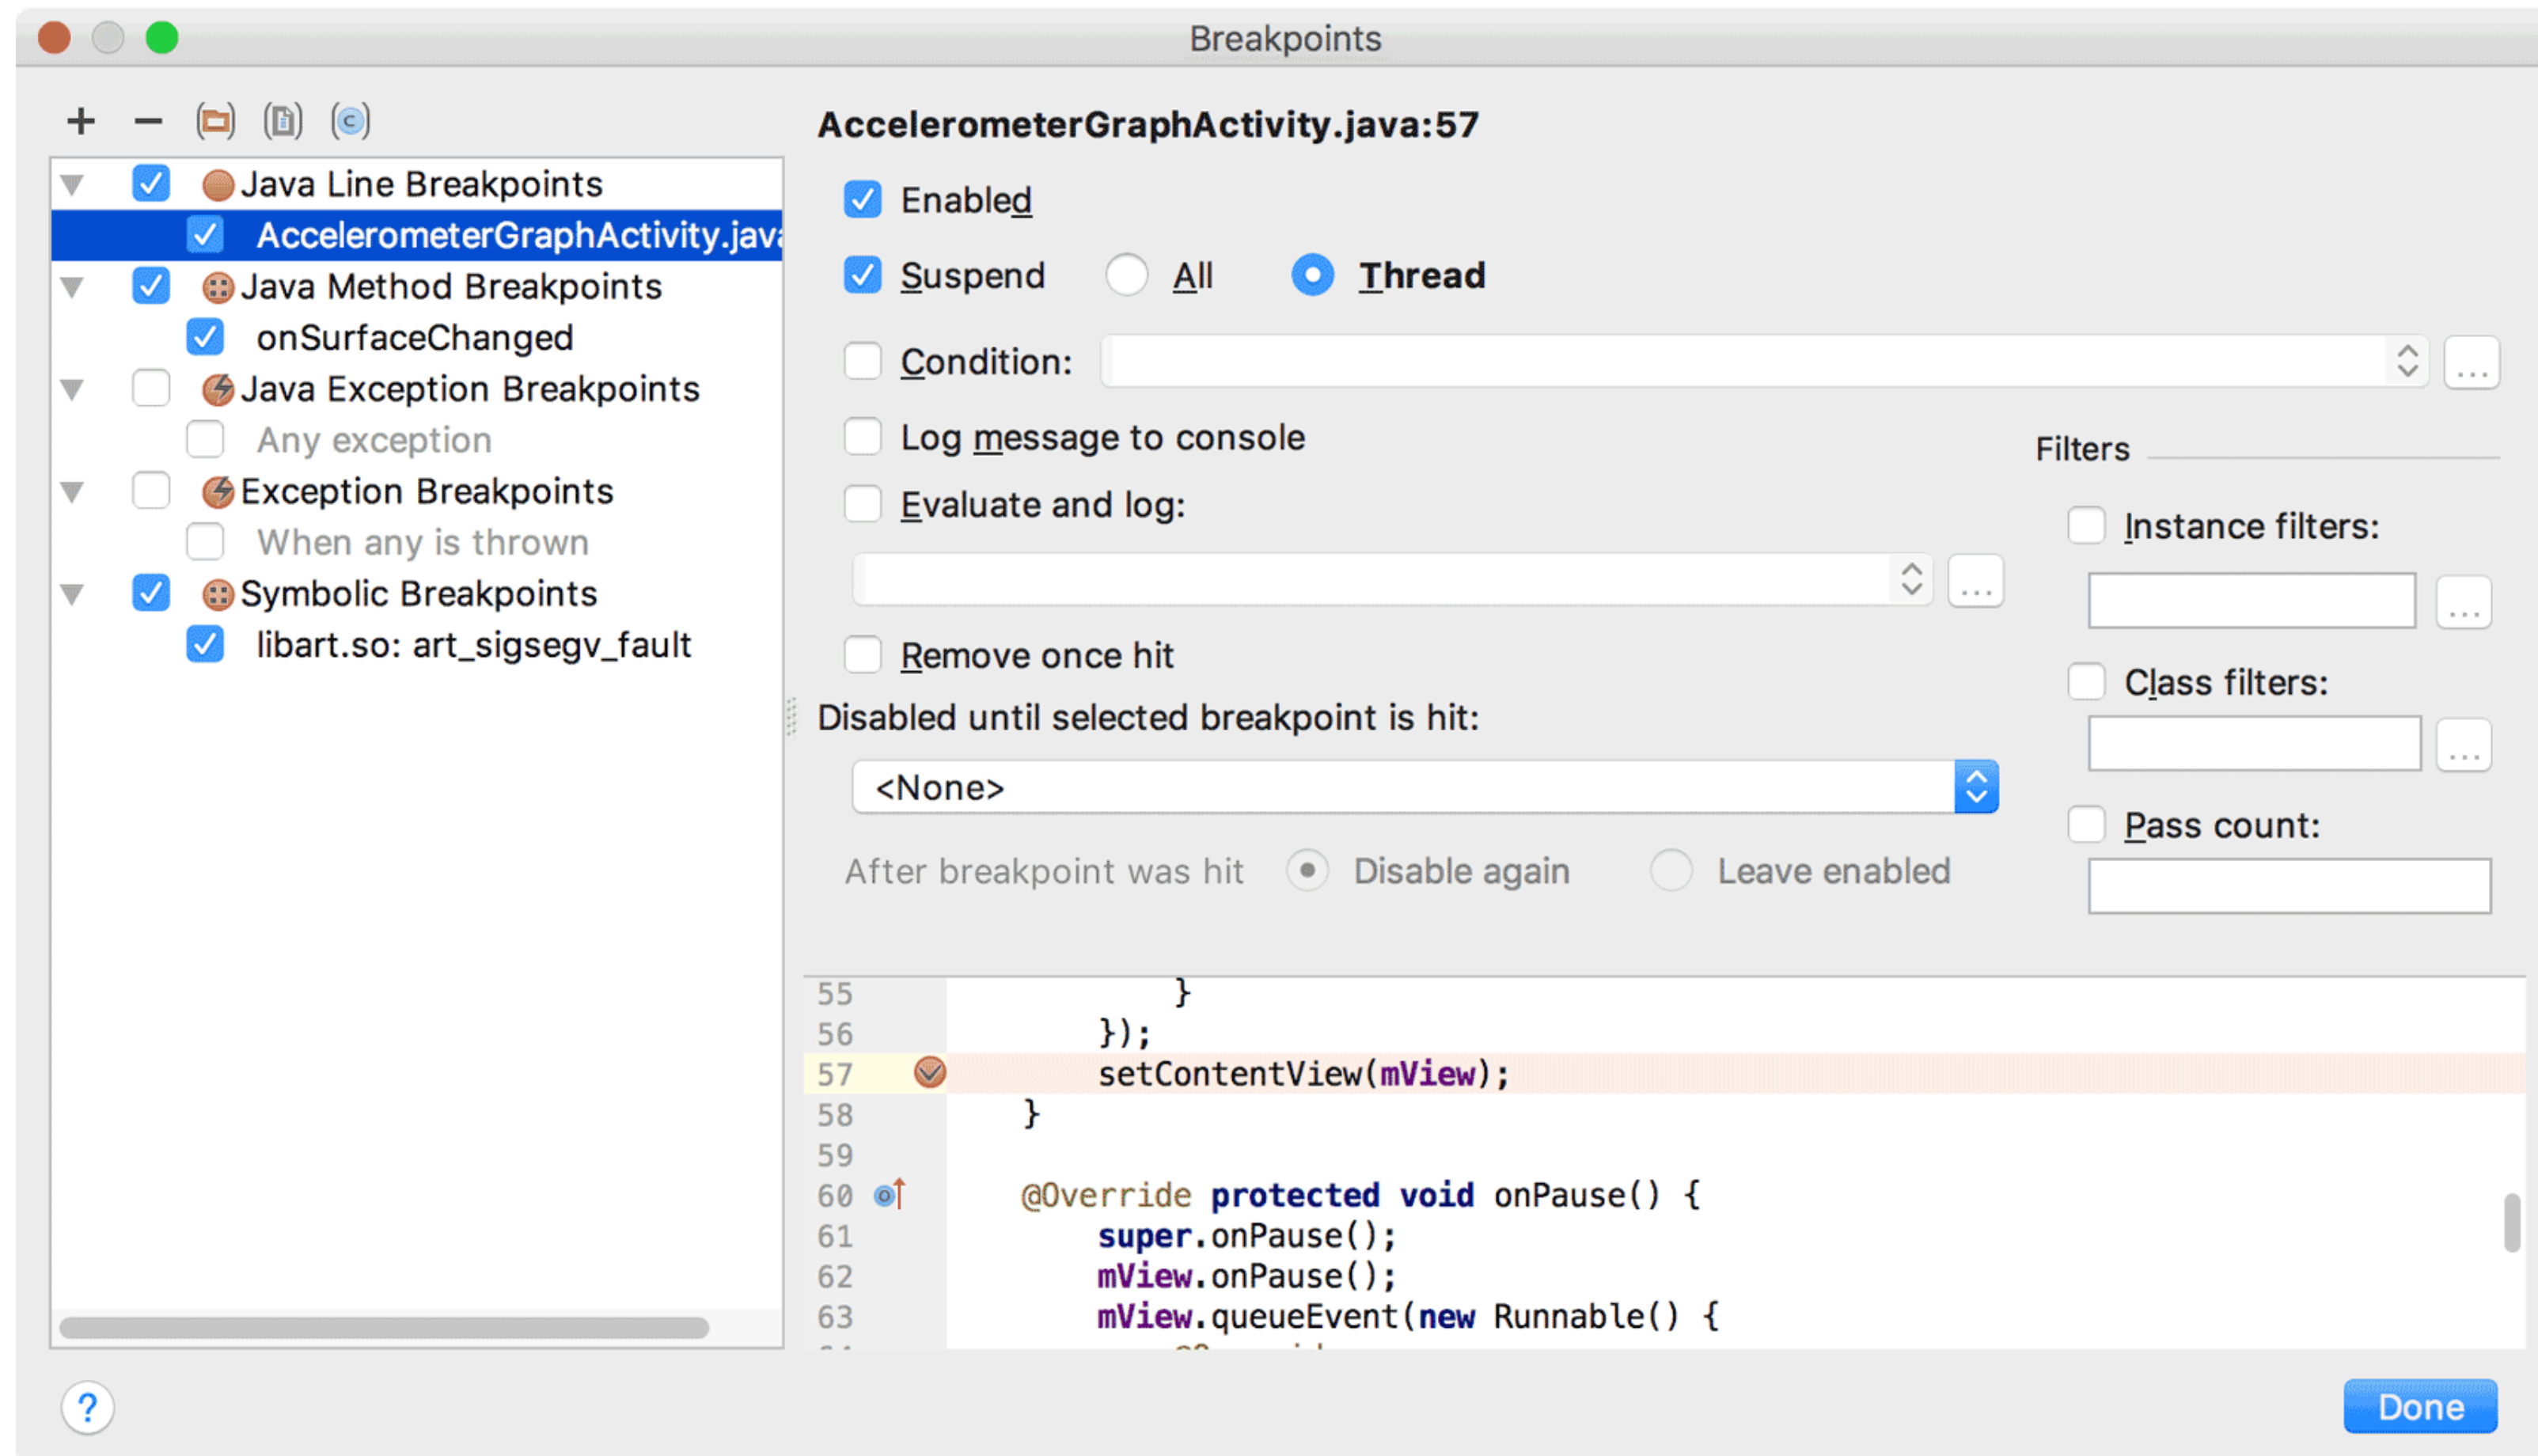 Breakpoints
Java Line Breakpoints
AccelerometerGraphActivity.java
Java Method Breakpoints
onSurfaceChanged
Java Exception Breakpoints
Any exception
Exception Breakpoints
When any is thrown
Symbolic Breakpoints
libart.so: art_sigsegv_fault
AccelerometerGraphActivity.java:57
Enabled
Suspend All Thread
Condition: ...
Log message to console
Evaluate and log:
...
Remove once hit
Disabled until selected breakpoint is hit:
<None>
After breakpoint was hit Disable again Leave enabled
Filters
Instance filters:
...
Class filters:
...
Pass count:
55 }
56 });
57 setContentView(mView);
58 }
59
60 @Override protected void onPause() {
61 super.onPause();
62 mView.onPause();
63 mView.queueEvent(new Runnable() {
?
Done